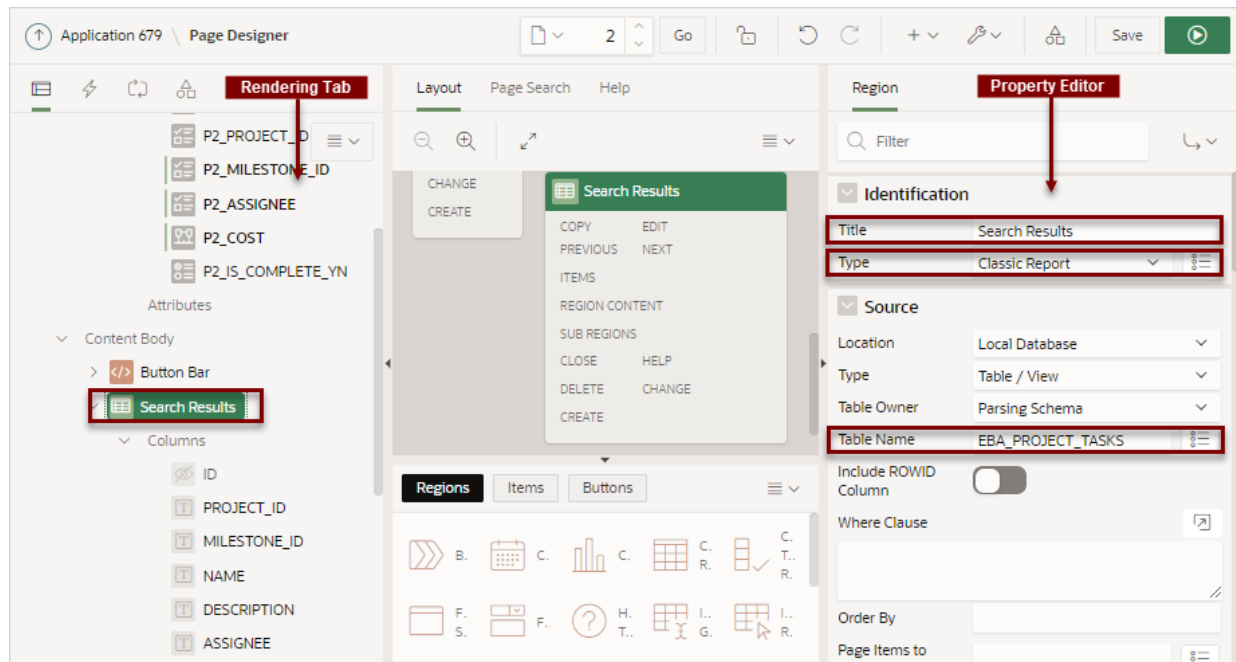 Application 679 \ Page Designer
2
Go
Save
Rendering Tab
P2_PROJECT_ID
P2_MILESTONE_ID
P2_ASSIGNEE
P2_COST
P2_IS_COMPLETE_YN
Attributes
Content Body
</> Button Bar
Search Results
Columns
ID
PROJECT_ID
MILESTONE_ID
NAME
DESCRIPTION
ASSIGNEE
Layout Page Search Help
CHANGE
CREATE
Search Results
COPY EDIT
PREVIOUS NEXT
ITEMS
REGION CONTENT
SUB REGIONS
CLOSE HELP
DELETE CHANGE
CREATE
Regions Items Buttons
B. C. C. C. R. C. T.. R.
F. S. F.. H. T.. I.. G. I.. R.
Region
Property Editor
Filter
Identification
Title Search Results
Type Classic Report
Source
Location Local Database
Type Table / View
Table Owner Parsing Schema
Table Name EBA_PROJECT_TASKS
Include ROWID
Column
Where Clause
Order By
Page Items to